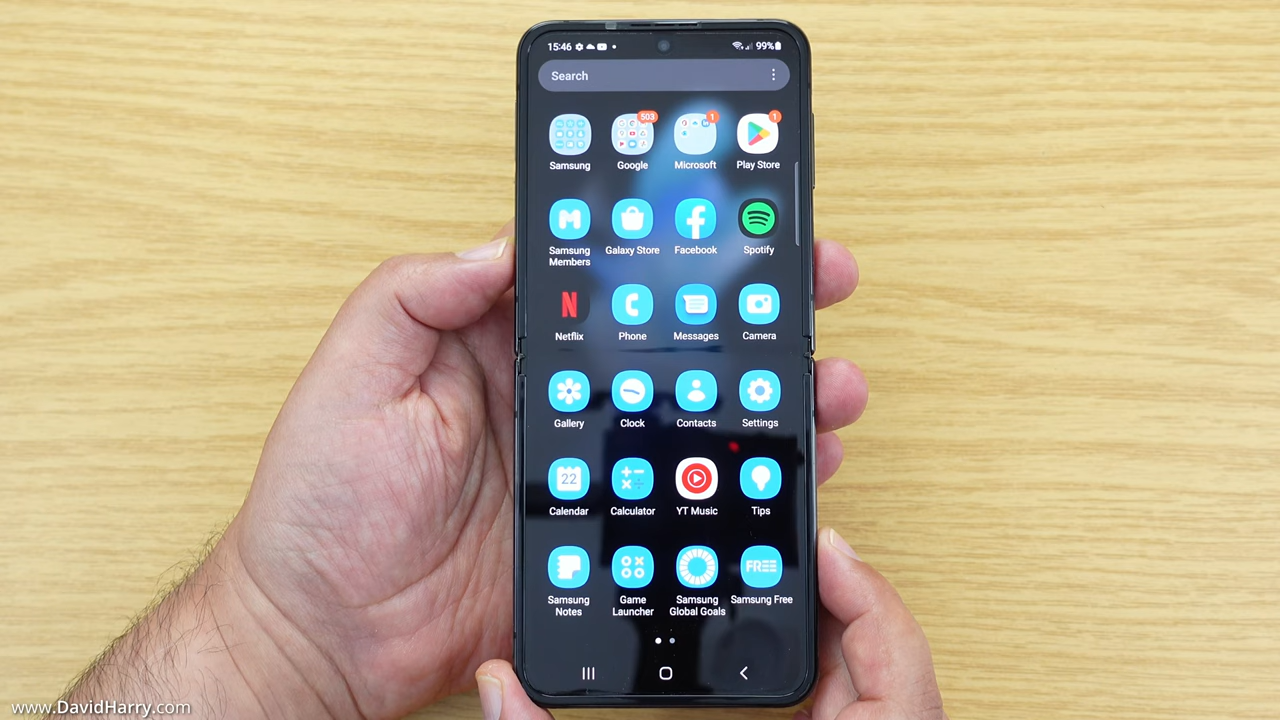 15:46
99%
Search
503
1
1
Samsung
Google
Microsoft
Play Store
Samsung
Members
Galaxy Store
Facebook
Spotify
N
Netflix
Phone
Messages
Camera
Gallery
Clock
Contacts
Settings
22
Calendar
Calculator
YT Music
Tips
FREE
Samsung
Notes
Game
Launcher
Samsung
Global Goals
Samsung Free
www.DavidHarry.com